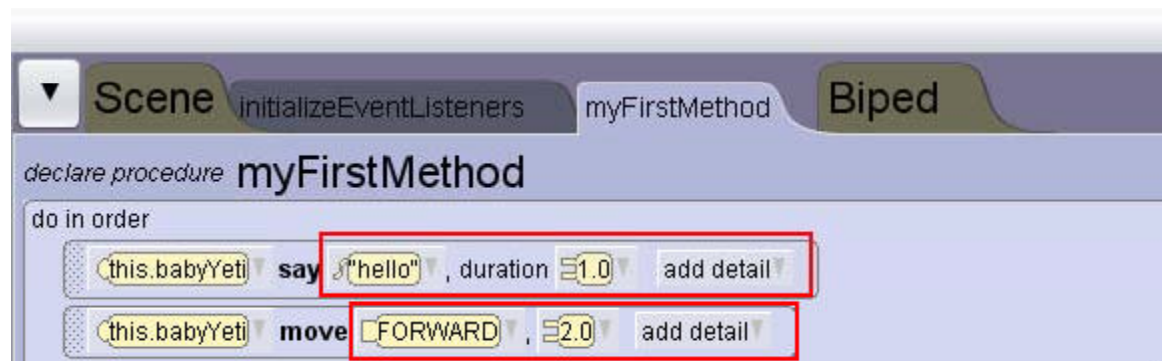 Scene initializeEventListeners myFirstMethod Biped
declare procedure myFirstMethod
do in order
this.babyYeti say "hello" , duration 1.0 add detail
this.babyYeti move FORWARD , 2.0 add detail